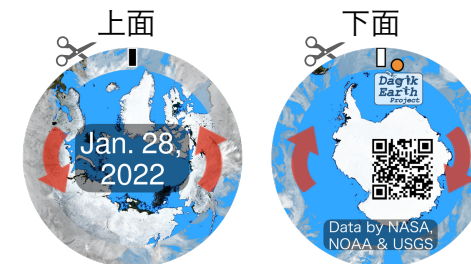 上面
下面
Jan. 28,
2022
Dagik
Earth
Project
Data by NASA,
NOAA & USGS